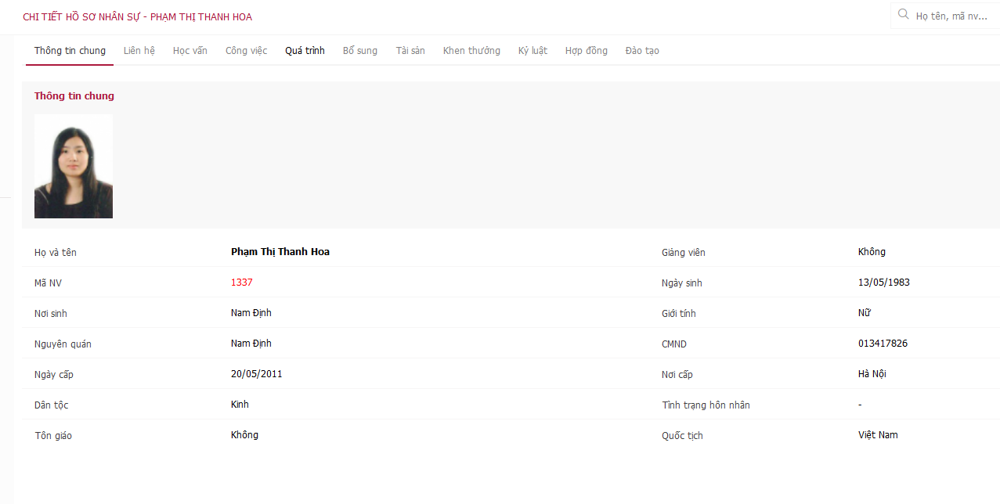 CHI TIẾT HỒ SƠ NHÂN SỰ - PHẠM THỊ THANH HOA
Họ tên, mã nv...
Thông tin chung Liên hệ Học vấn Công việc Quá trình Bổ sung Tài sản Khen thưởng Kỷ luật Hợp đồng Đào tạo
Thông tin chung
Họ và tên Phạm Thị Thanh Hoa Giảng viên Không
Mã NV 1337 Ngày sinh 13/05/1983
Nơi sinh Nam Định Giới tính Nữ
Nguyên quán Nam Định CMND 013417826
Ngày cấp 20/05/2011 Nơi cấp Hà Nội
Dân tộc Kinh Tình trạng hôn nhân -
Tôn giáo Không Quốc tịch Việt Nam